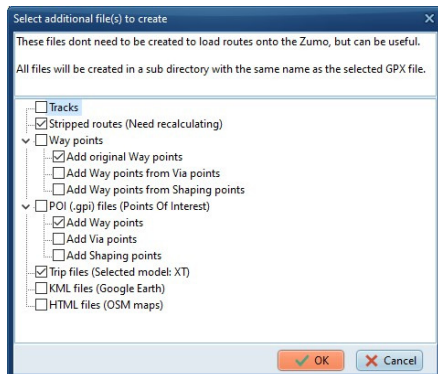 Select additional file(s) to create
These files dont need to be created to load routes onto the Zumo, but can be useful.
All files will be created in a sub directory with the same name as the selected GPX file.
Tracks
Stripped routes (Need recalculating)
Way points
Add original Way points
Add Way points from Via points
Add Way points from Shaping points
POI (.gpi) files (Points Of Interest)
Add Way points
Add Via points
Add Shaping points
Trip files (Selected model: XT)
KML files (Google Earth)
HTML files (OSM maps)
OK Cancel